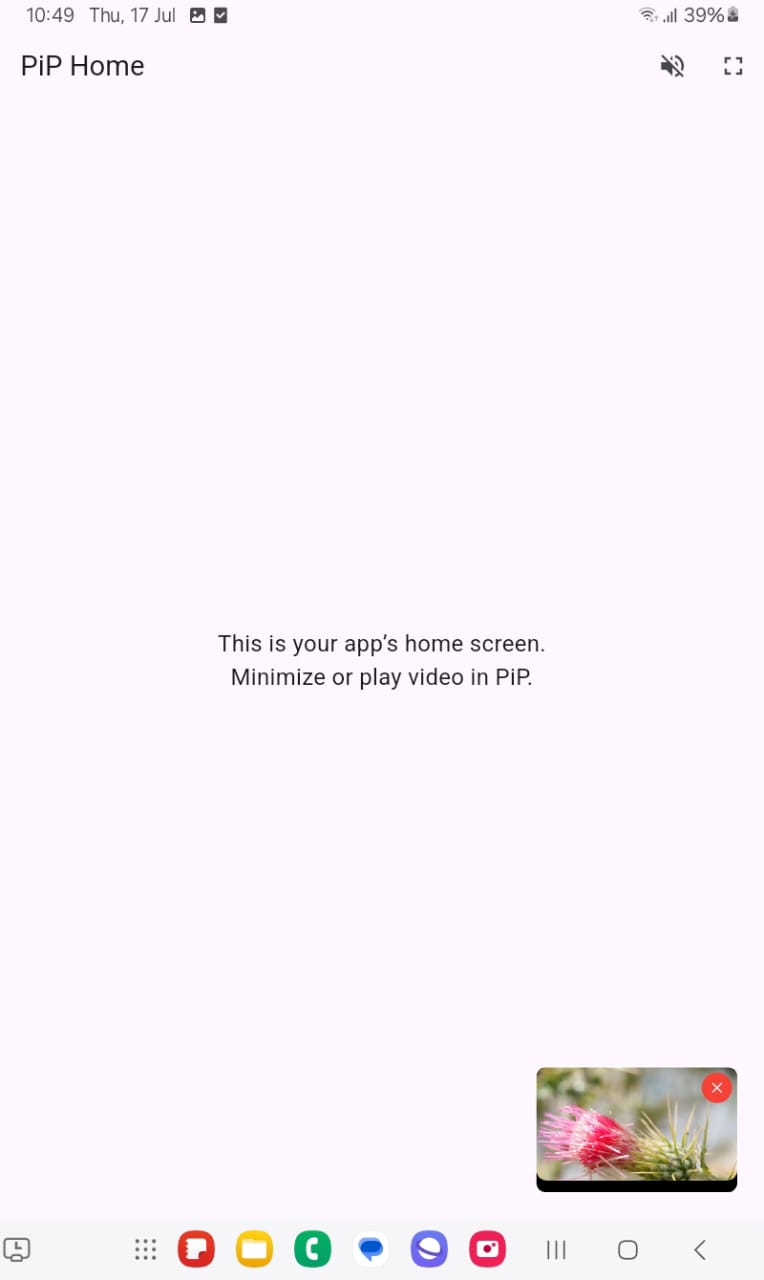 10:49 Thu, 17 Jul 39%
PiP Home
This is your app’s home screen.
Minimize or play video in PiP.